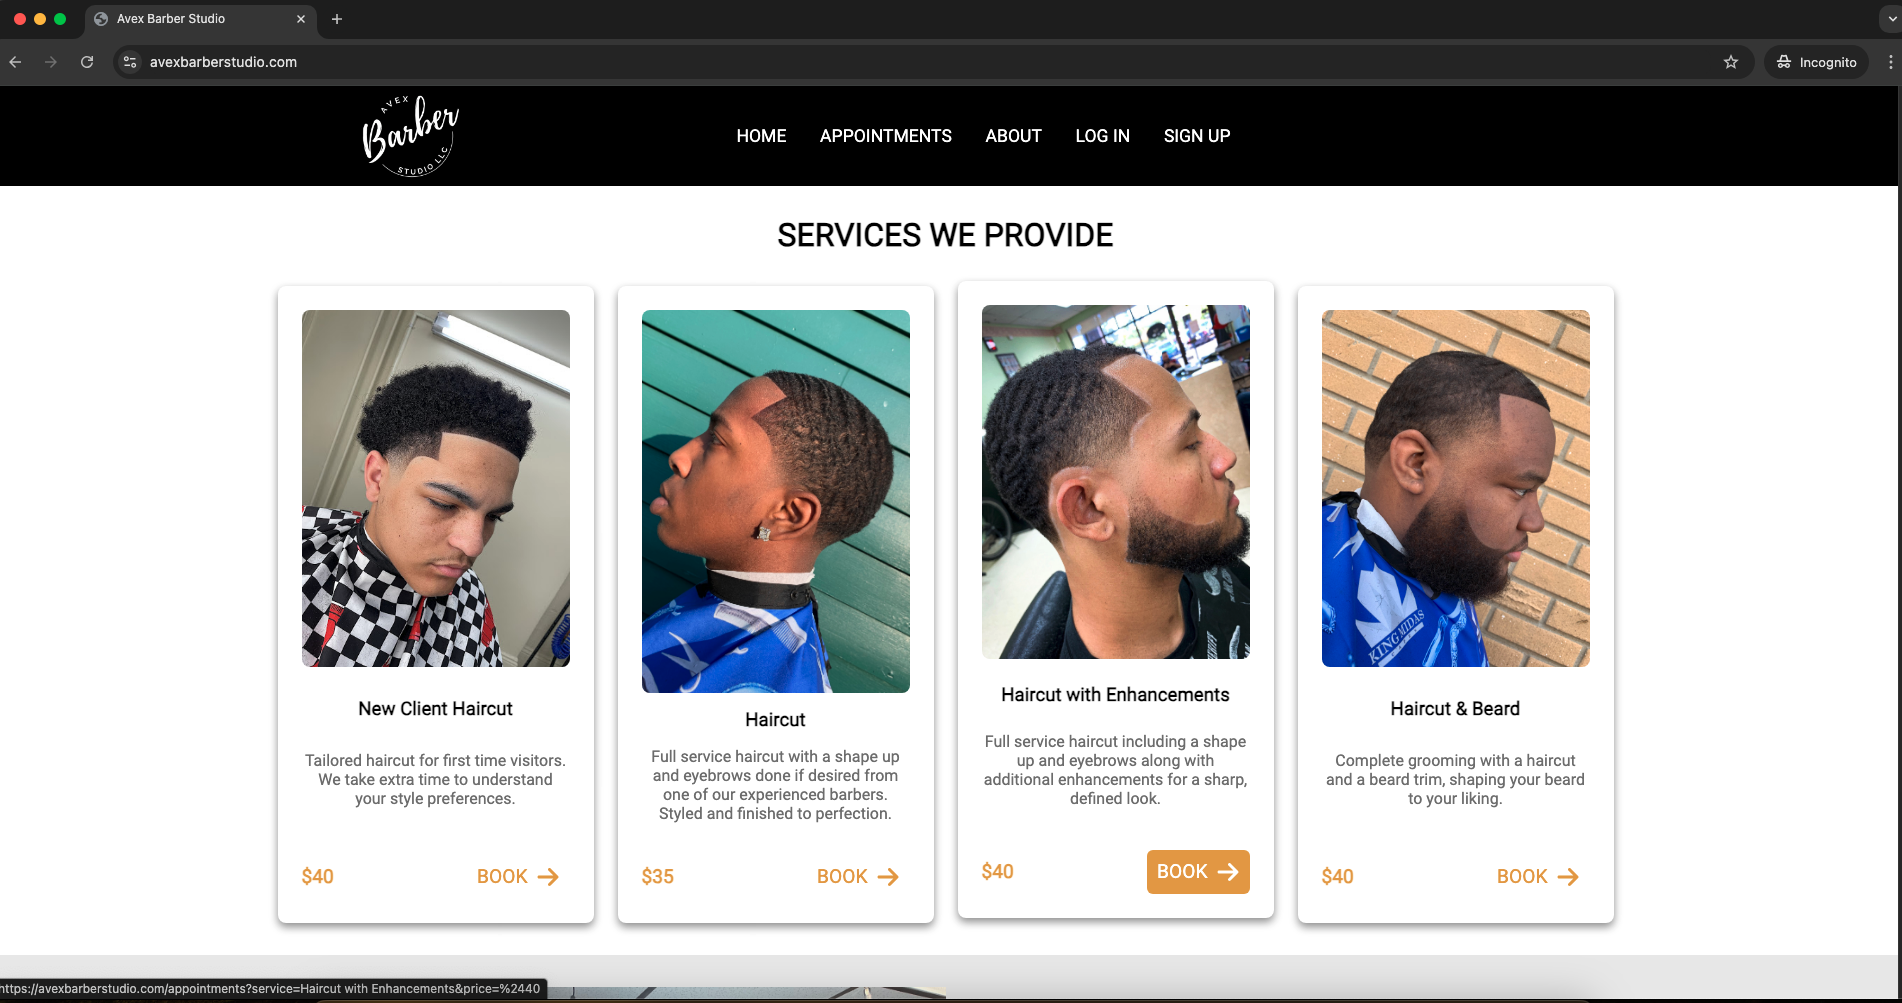 Avex Barber Studio
avexbarberstudio.com
Incognito
AVEX
Barber
STUDIO LLC
HOME
APPOINTMENTS
ABOUT
LOG IN
SIGN UP
SERVICES WE PROVIDE
New Client Haircut
Tailored haircut for first time visitors.
We take extra time to understand
your style preferences.
$40
BOOK
Haircut
Full service haircut with a shape up
and eyebrows done if desired from
one of our experienced barbers.
Styled and finished to perfection.
$35
BOOK
Haircut with Enhancements
Full service haircut including a shape
up and eyebrows along with
additional enhancements for a sharp,
defined look.
$40
BOOK
KING MIDAS
Haircut & Beard
Complete grooming with a haircut
and a beard trim, shaping your beard
to your liking.
$40
BOOK
https://avexbarberstudio.com/appointments?service=Haircut with Enhancements&price=%2440